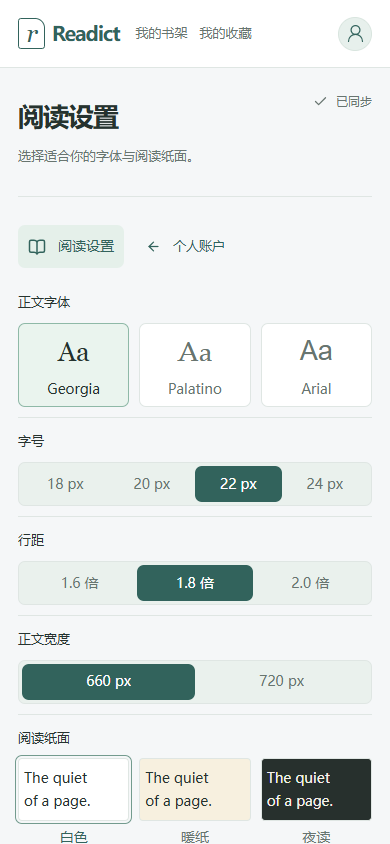 r Readict 我的书架 我的收藏
已同步
阅读设置
选择适合你的字体与阅读纸面。
阅读设置 个人账户
正文字体
Aa Aa Aa
Georgia Palatino Arial
字号
18 px 20 px 22 px 24 px
行距
1.6 倍 1.8 倍 2.0 倍
正文宽度
660 px 720 px
阅读纸面
The quiet The quiet The quiet
of a page. of a page. of a page.
白色 暖纸 夜读